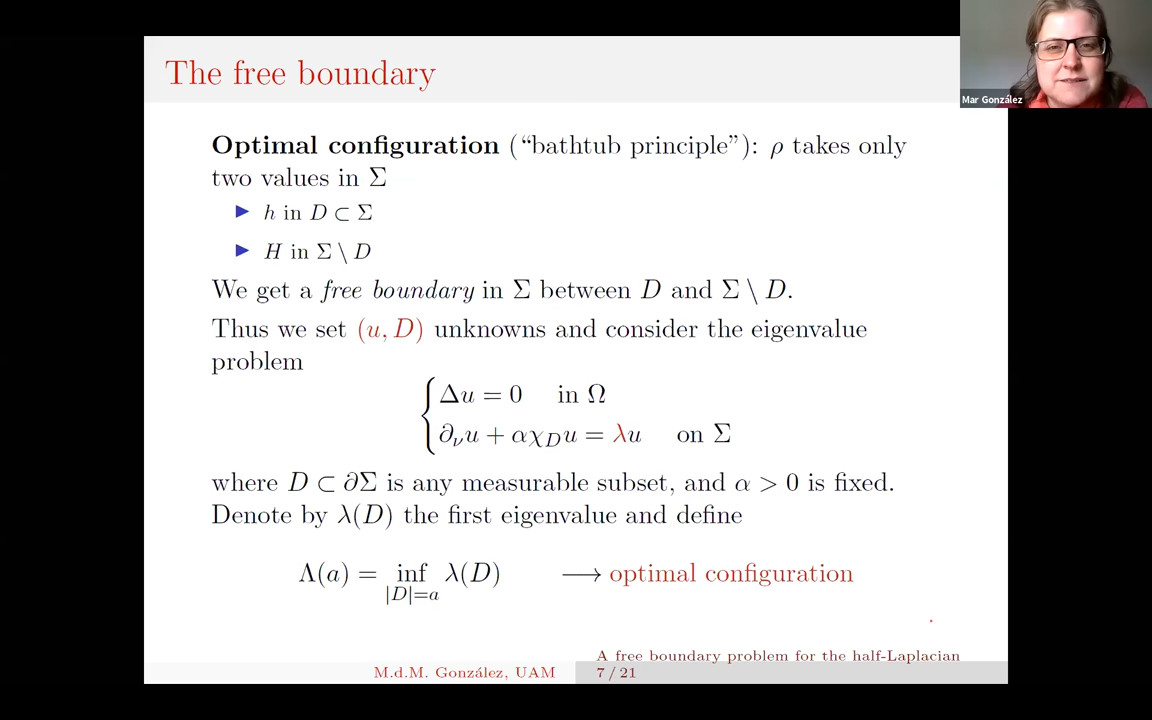 The free boundary
Mar González
Optimal configuration (“bathtub principle”): ρ takes only
two values in Σ
▶ h in D ⊂ Σ
▶ H in Σ \ D
We get a free boundary in Σ between D and Σ \ D.
Thus we set (u, D) unknowns and consider the eigenvalue
problem
Δu = 0 in Ω
∂νu + αχDu = λu on Σ
where D ⊂ ∂Σ is any measurable subset, and α > 0 is fixed.
Denote by λ(D) the first eigenvalue and define
Λ(a) = inf λ(D) ⟶ optimal configuration
|D|=a
A free boundary problem for the half-Laplacian
M.d.M. González, UAM 7 / 21